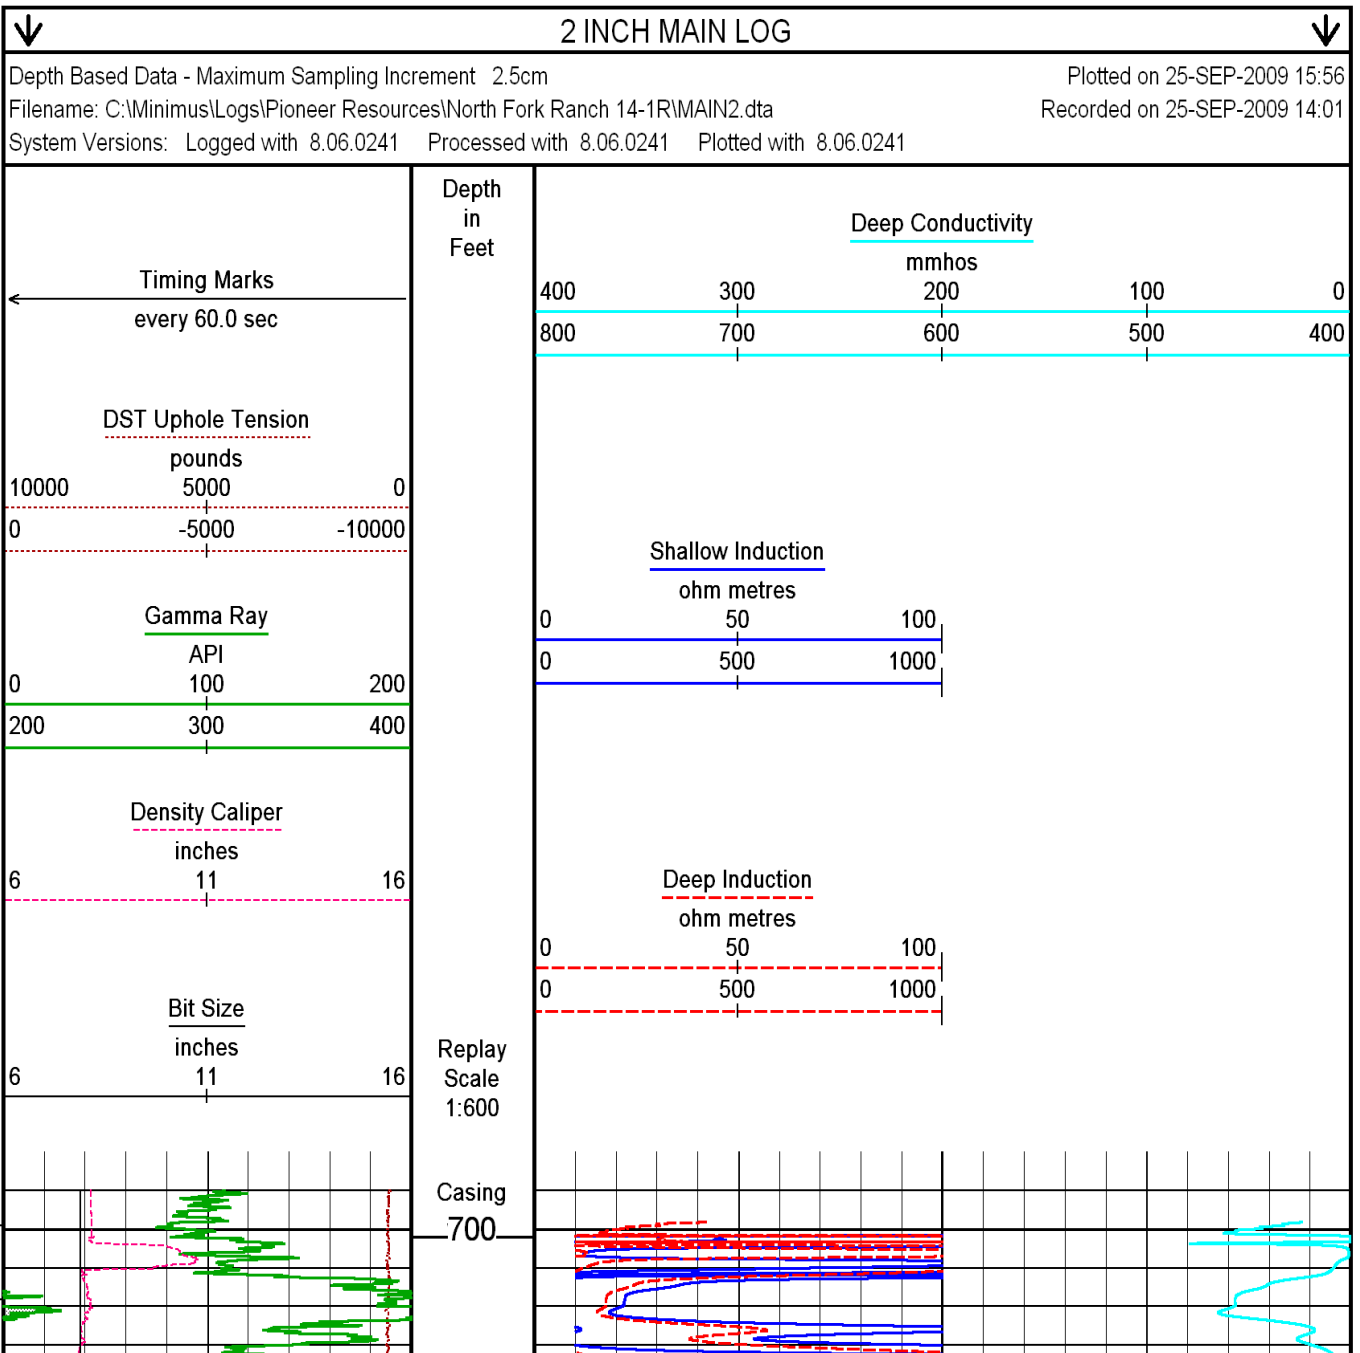 2 INCH MAIN LOG
Depth Based Data - Maximum Sampling Increment 2.5cm
Plotted on 25-SEP-2009 15:56
Filename: C:\Minimus\Logs\Pioneer Resources\North Fork Ranch 14-1R\MAIN2.dta
Recorded on 25-SEP-2009 14:01
System Versions: Logged with 8.06.0241 Processed with 8.06.0241 Plotted with 8.06.0241
Timing Marks
every 60.0 sec
DST Uphole Tension
pounds
10000 5000 0
0 -5000 -10000
Gamma Ray
API
0 100 200
200 300 400
Density Caliper
inches
6 11 16
Bit Size
inches
6 11 16
Depth
in
Feet
Replay
Scale
1:600
Casing
700
Deep Conductivity
mmhos
400 300 200 100 0
800 700 600 500 400
Shallow Induction
ohm metres
0 50 100
0 500 1000
Deep Induction
ohm metres
0 50 100
0 500 1000